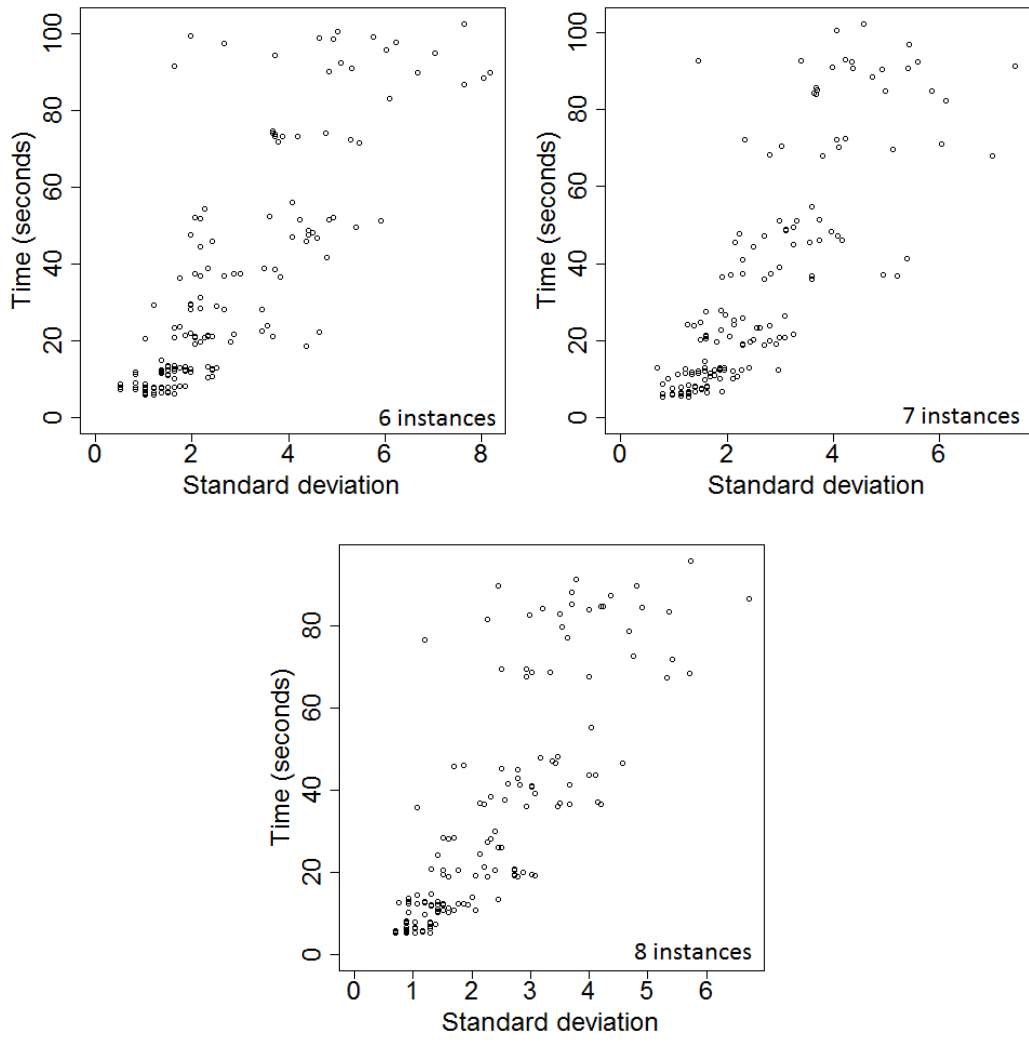 Time (seconds)
100
80
60
40
20
0
6 instances
0 2 4 6 8
Standard deviation
Time (seconds)
100
80
60
40
20
0
7 instances
0 2 4 6
Standard deviation
Time (seconds)
80
60
40
20
0
8 instances
0 1 2 3 4 5 6
Standard deviation